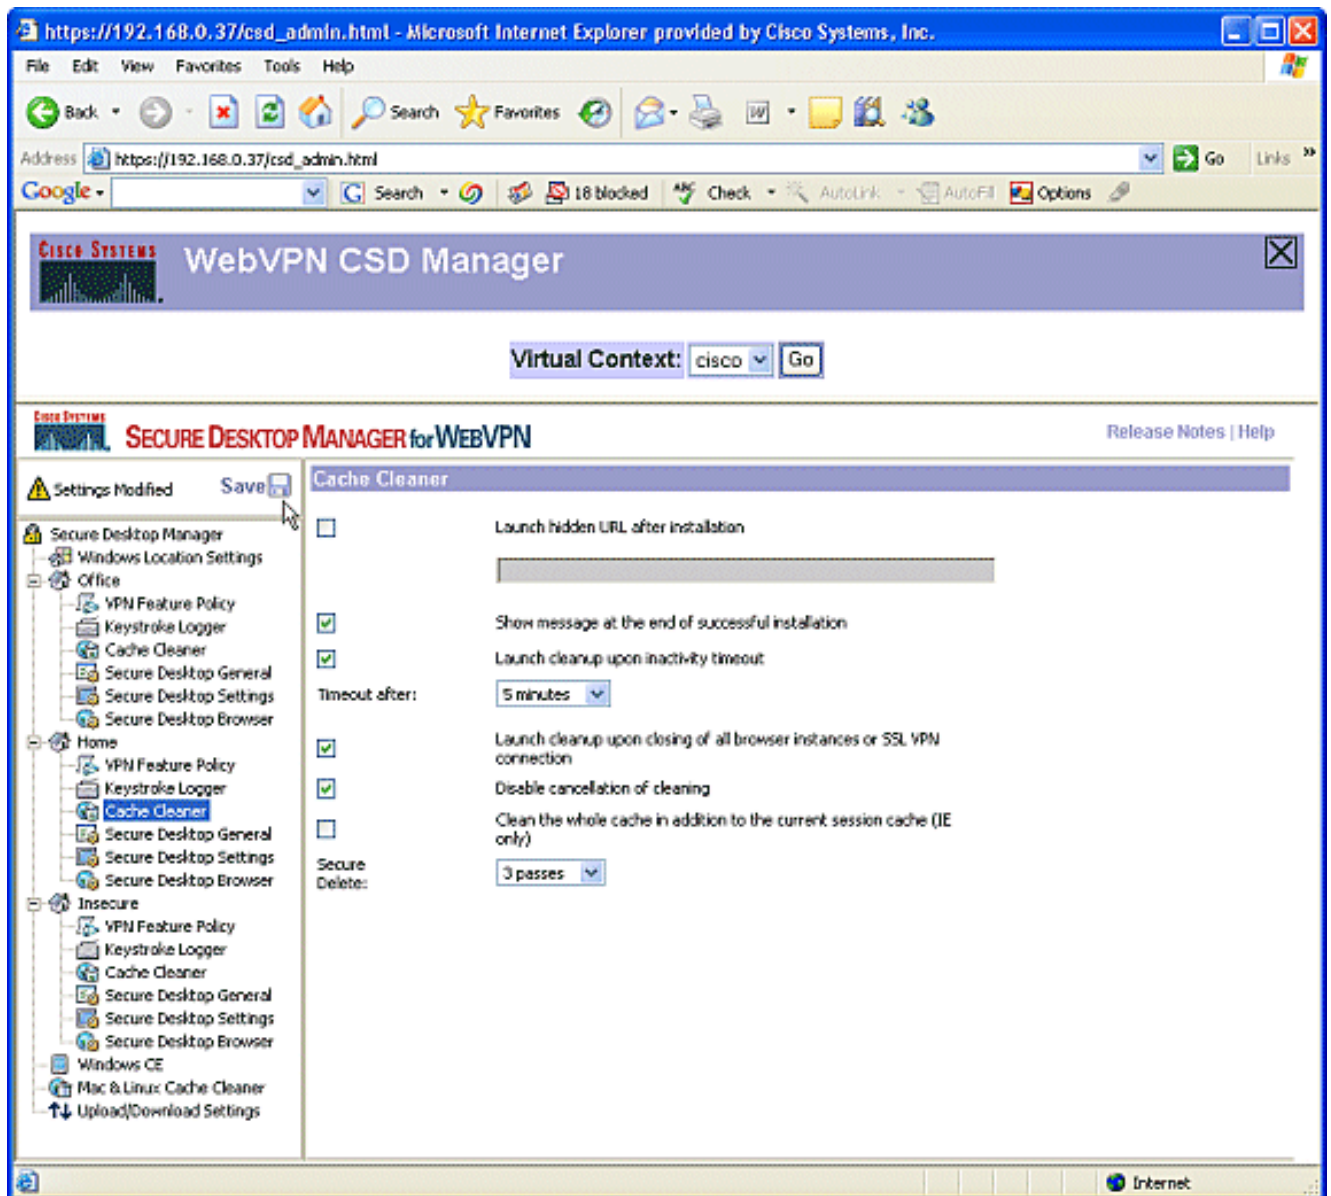 https://192.168.0.37/csd_admin.html - Microsoft Internet Explorer provided by Cisco Systems, Inc.
File Edit View Favorites Tools Help
Back Search Favorites W
Address https://192.168.0.37/csd_admin.html Go Links »
Google G Search 18 blocked ABC Check AutoLink AutoFill Options
CISCO SYSTEMS
WebVPN CSD Manager
Virtual Context: cisco Go
CISCO SYSTEMS
SECURE DESKTOP MANAGER for WEBVPN
Release Notes | Help
Settings Modified Save
Cache Cleaner
Secure Desktop Manager
Windows Location Settings
Office
VPN Feature Policy
Keystroke Logger
Cache Cleaner
Secure Desktop General
Secure Desktop Settings
Secure Desktop Browser
Home
VPN Feature Policy
Keystroke Logger
Cache Cleaner
Secure Desktop General
Secure Desktop Settings
Secure Desktop Browser
Insecure
VPN Feature Policy
Keystroke Logger
Cache Cleaner
Secure Desktop General
Secure Desktop Settings
Secure Desktop Browser
Windows CE
Mac & Linux Cache Cleaner
Upload/Download Settings
Launch hidden URL after installation
Show message at the end of successful installation
Launch cleanup upon inactivity timeout
Timeout after: 5 minutes
Launch cleanup upon closing of all browser instances or SSL VPN
connection
Disable cancellation of cleaning
Clean the whole cache in addition to the current session cache (IE
only)
Secure
Delete:
3 passes
Internet